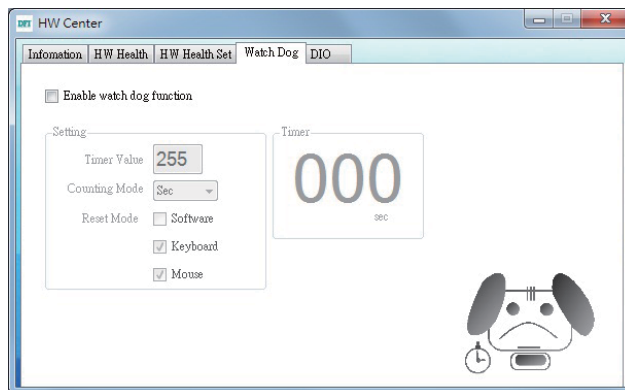 DFI HW Center
Infomation HW Health HW Health Set Watch Dog DIO
Enable watch dog function
Setting
Timer Value 255
Counting Mode Sec
Reset Mode Software
Keyboard
Mouse
Timer
000
sec